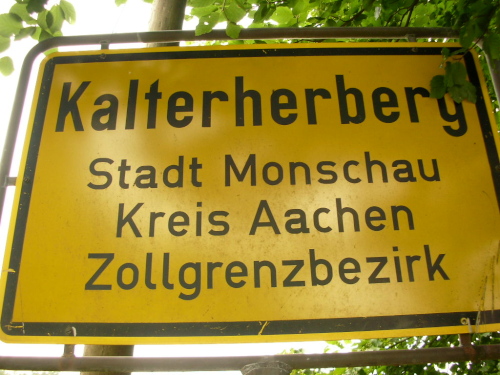 Kalterherberg
Stadt Monschau
Kreis Aachen
Zollgrenzbezirk